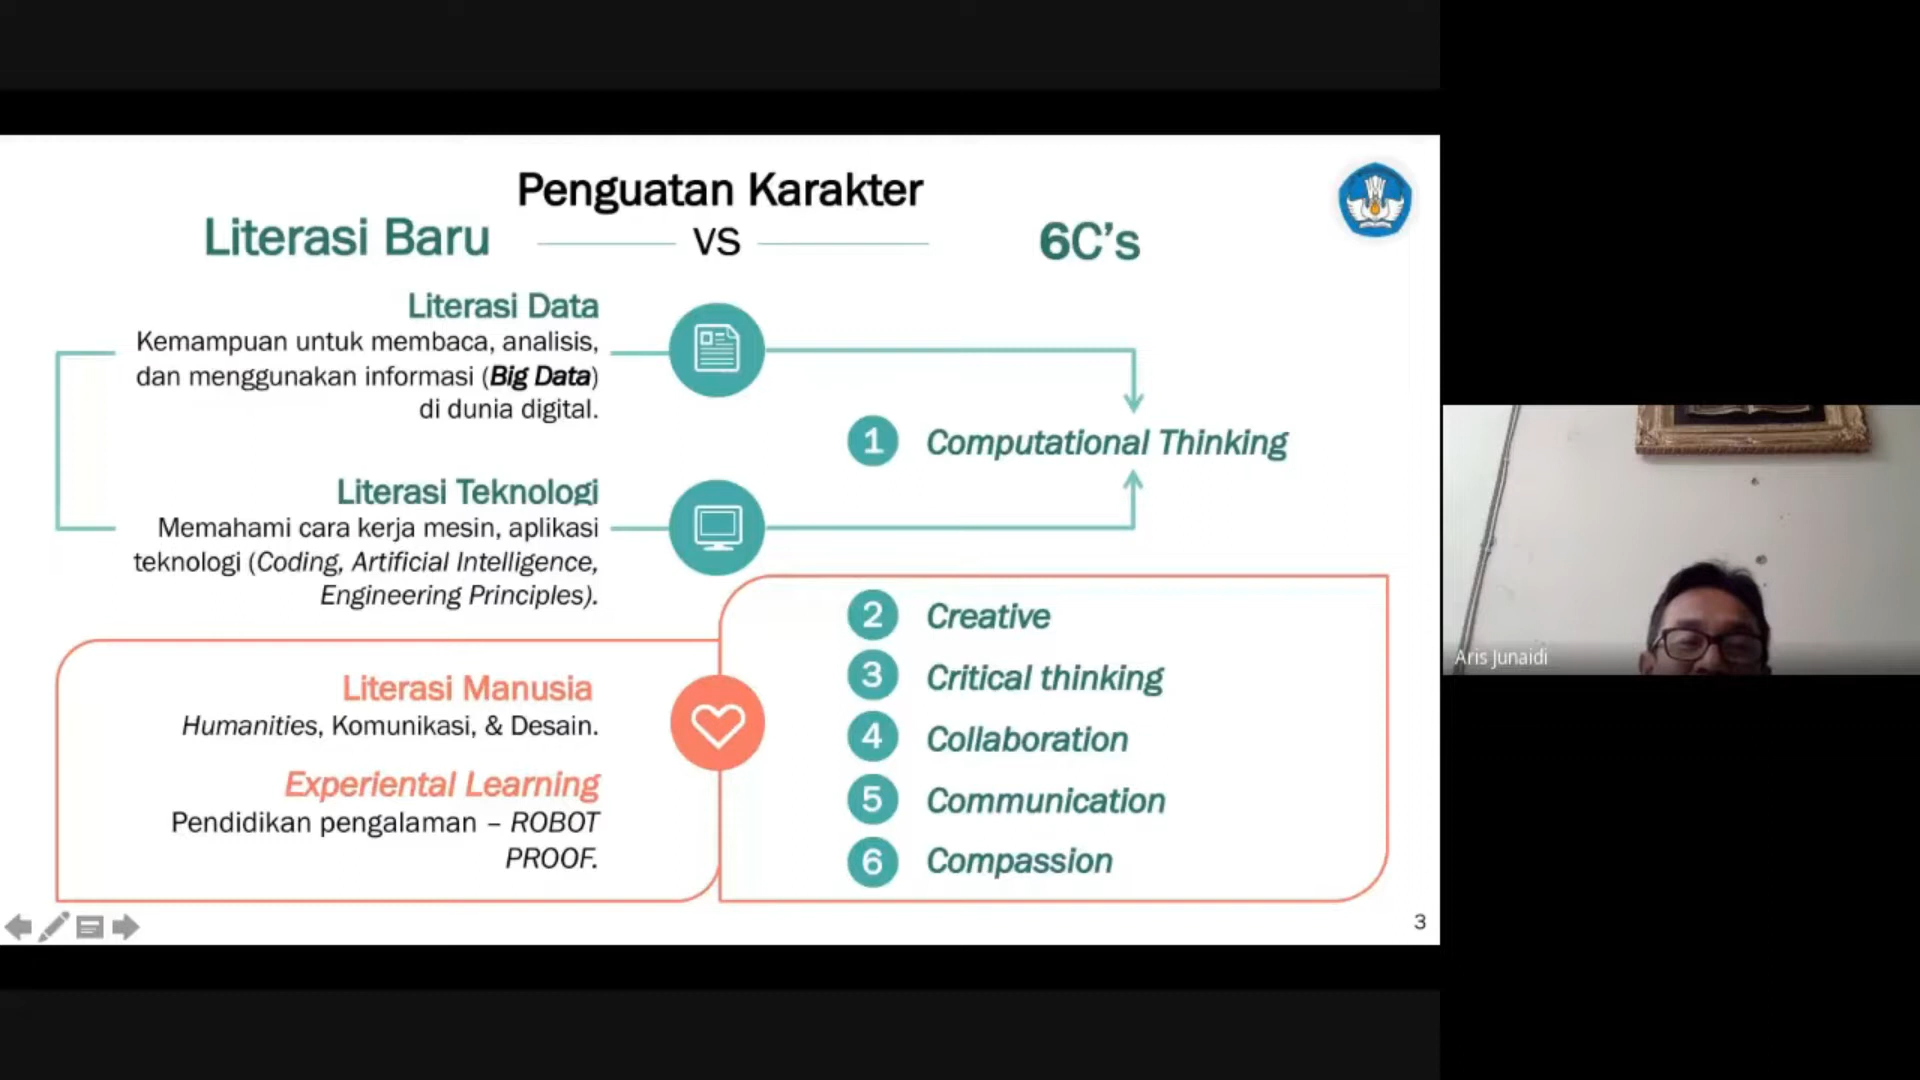 Penguatan Karakter
Literasi Baru
VS
6C's
Literasi Data
Kemampuan untuk membaca, analisis,
dan menggunakan informasi (Big Data)
di dunia digital.
1 Computational Thinking
Literasi Teknologi
Memahami cara kerja mesin, aplikasi
teknologi (Coding, Artificial Intelligence,
Engineering Principles).
Literasi Manusia
Humanities, Komunikasi, & Desain.
Experiential Learning
Pendidikan pengalaman – ROBOT
PROOF.
2 Creative
3 Critical thinking
4 Collaboration
5 Communication
6 Compassion
3
Aris Junaidi